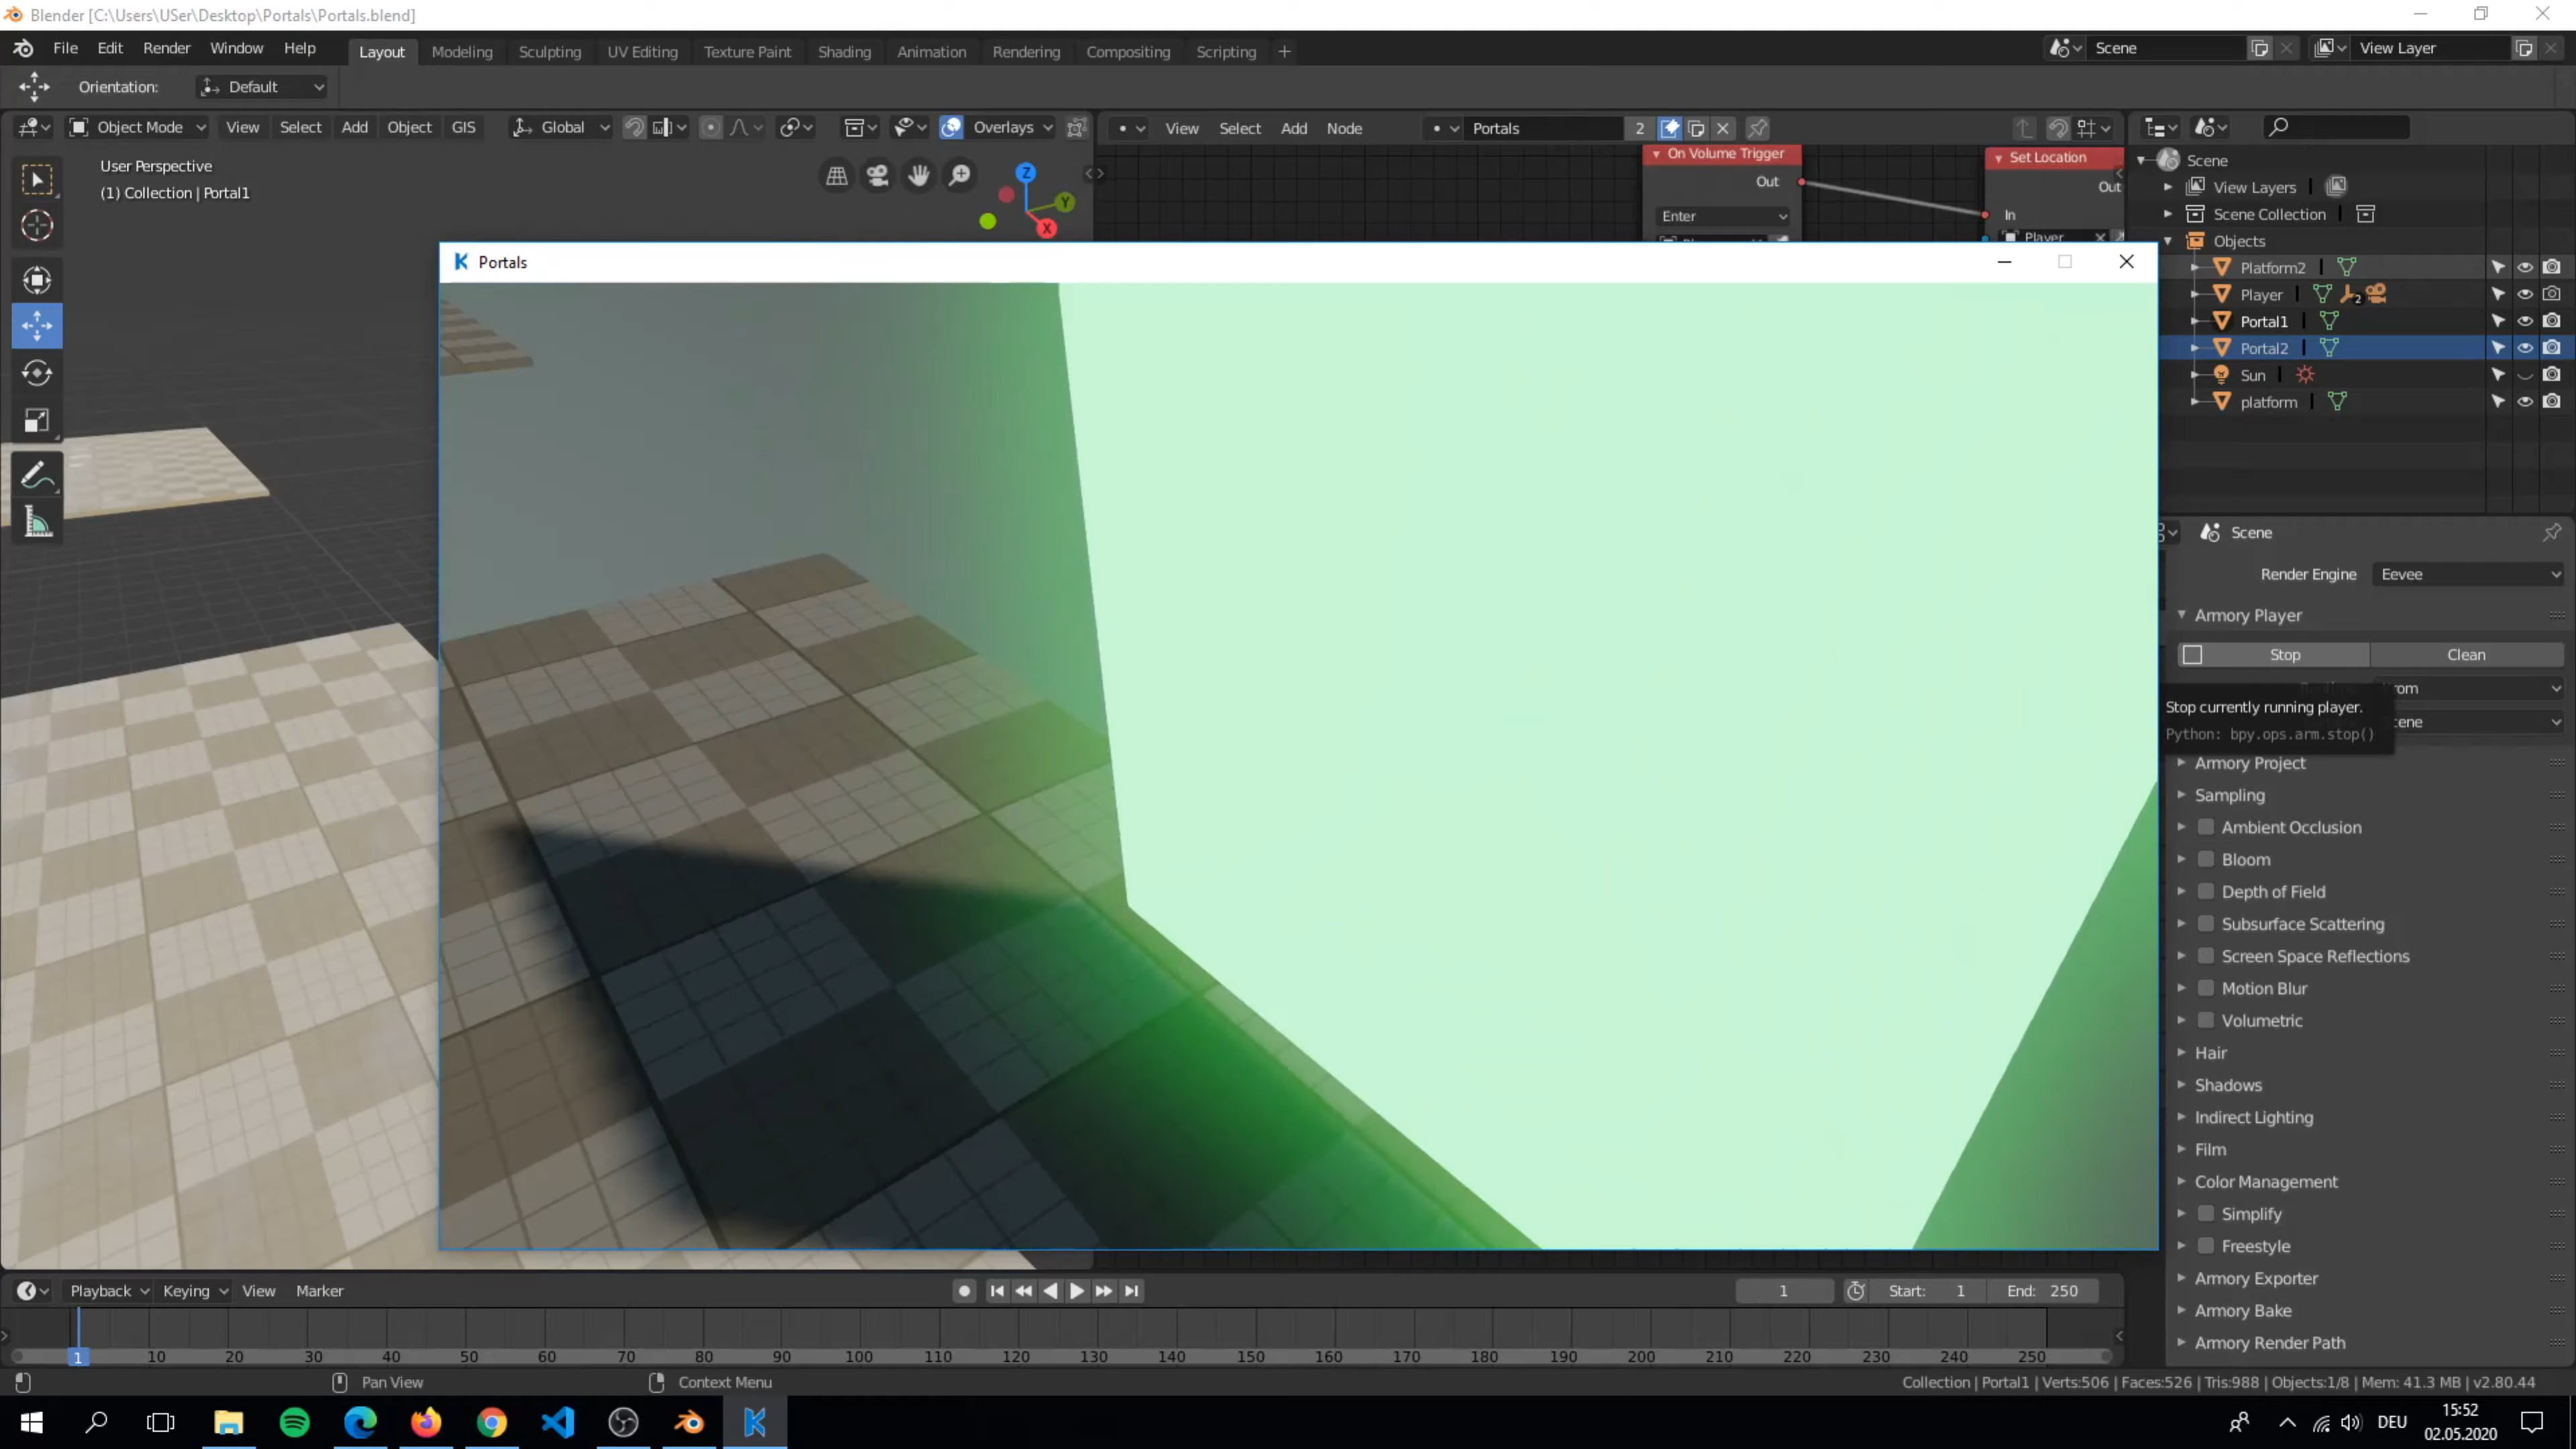 Blender [C:\Users\USer\Desktop\Portals\Portals.blend]
File Edit Render Window Help Layout Modeling Sculpting UV Editing Texture Paint Shading Animation Rendering Compositing Scripting + Scene View Layer
Orientation: Default
Object Mode View Select Add Object GIS Global Overlays View Select Add Node Portals 2
User Perspective
(1) Collection | Portal1
Z
Y
X
On Volume Trigger
Out
Enter
Set Location
Out
In
Player
Scene
View Layers
Scene Collection
Objects
Platform2
Player 2
Portal1
Portal2
Sun
platform
Portals
Scene
Render Engine Eevee
Armory Player
Stop Clean
Stop currently running player.
Python: bpy.ops.arm.stop()
Armory Project
Sampling
Ambient Occlusion
Bloom
Depth of Field
Subsurface Scattering
Screen Space Reflections
Motion Blur
Volumetric
Hair
Shadows
Indirect Lighting
Film
Color Management
Simplify
Freestyle
Armory Exporter
Armory Bake
Armory Render Path
Playback Keying View Marker 1 Start: 1 End: 250
1 10 20 30 40 50 60 70 80 90 100 110 120 130 140 150 160 170 180 190 200 210 220 230 240 250
Pan View Context Menu Collection | Portal1 | Verts:506 | Faces:526 | Tris:988 | Objects:1/8 | Mem: 41.3 MB | v2.80.44
DEU 15:52
02.05.2020